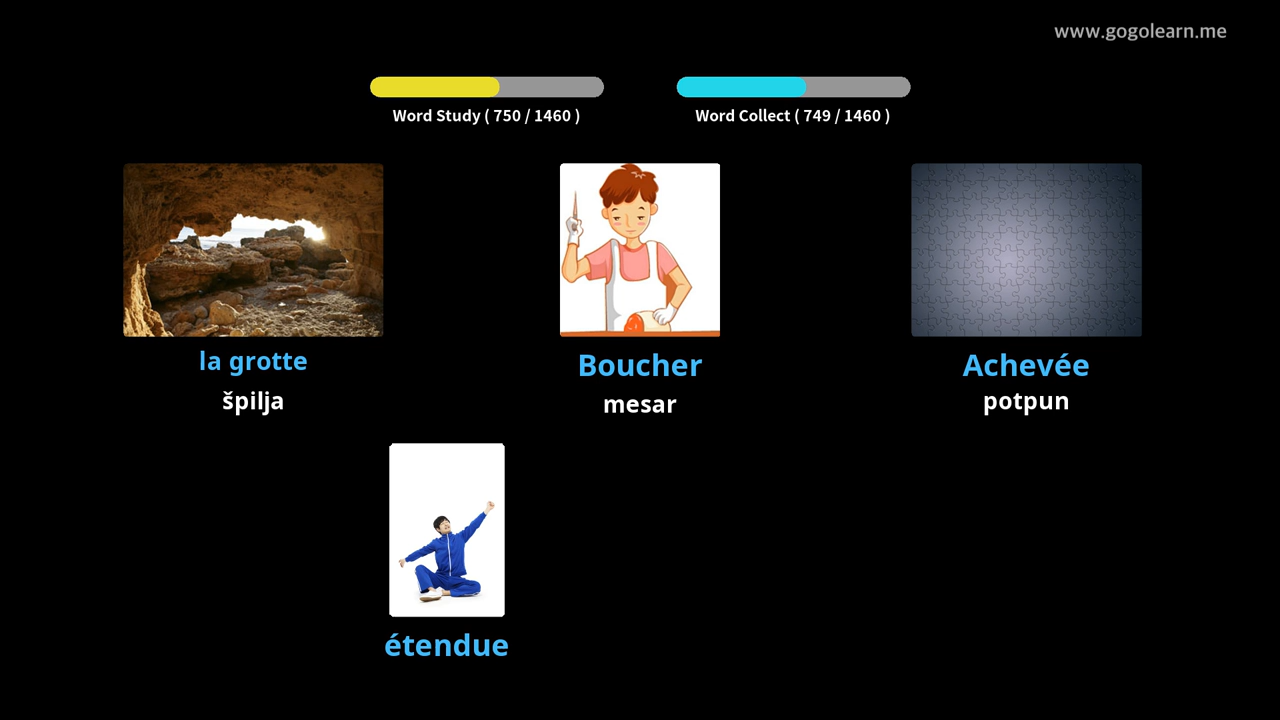 www.gogolearn.me
Word Study ( 750 / 1460 )
Word Collect ( 749 / 1460 )
la grotte
špilja
Boucher
mesar
Achevée
potpun
étendue